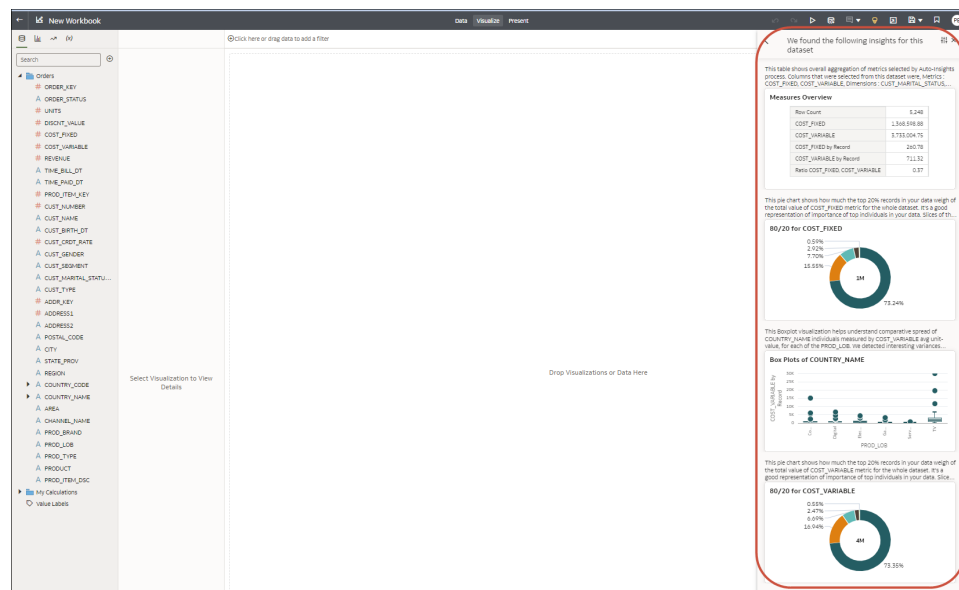 New Workbook
Data Visualize Present
Search
Orders
# ORDER_KEY
A ORDER_STATUS
# UNITS
# DISCNT_VALUE
# COST_FIXED
# COST_VARIABLE
# REVENUE
A TIME_BILL_DT
A TIME_PAID_DT
# PROD_ITEM_KEY
# CUST_NUMBER
A CUST_NAME
A CUST_BIRTH_DT
# CUST_CRDT_RATE
A CUST_GENDER
A CUST_SEGMENT
A CUST_MARITAL_STATU...
A CUST_TYPE
# ADDR_KEY
# ADDRESS1
A ADDRESS2
A POSTAL_CODE
A CITY
A STATE_PROV
A REGION
A COUNTRY_CODE
A COUNTRY_NAME
A AREA
A CHANNEL_NAME
A PROD_BRAND
A PROD_LOB
A PROD_TYPE
A PRODUCT
A PROD_ITEM_DSC
My Calculations
Value Labels
Select Visualization to View
Details
Click here or drag data to add a filter
Drop Visualizations or Data Here
We found the following insights for this
dataset
This table shows overall aggregation of metrics selected by Auto-Insights
process. Columns that were selected from this dataset were, Metrics :
COST_FIXED, COST_VARIABLE, Dimensions : CUST_MARITAL_STATUS,...
Measures Overview
Row Count 5,248
COST_FIXED 1,368,598.88
COST_VARIABLE 3,733,004.75
COST_FIXED by Record 260.78
COST_VARIABLE by Record 711.32
Ratio COST_FIXED, COST_VARIABLE 0.37
This pie chart shows how much the top 20% records in your data weigh of
the total value of COST_FIXED metric for the whole dataset. It's a good
representation of importance of top individuals in your data. Slices of th...
80/20 for COST_FIXED
0.59%
2.92%
7.70%
15.55%
1M
73.24%
This Boxplot visualization helps understand comparative spread of
COUNTRY_NAME individuals measured by COST_VARIABLE avg unit-
value, for each of the PROD_LOB. We detected interesting variances...
Box Plots of COUNTRY_NAME
COST_VARIABLE by
Record
Digital
TV
PROD_LOB
This pie chart shows how much the top 20% records in your data weigh of
the total value of COST_VARIABLE metric for the whole dataset. It's a
good representation of importance of top individuals in your data. Slice...
80/20 for COST_VARIABLE
0.55%
2.47%
6.69%
16.94%
4M
73.35%